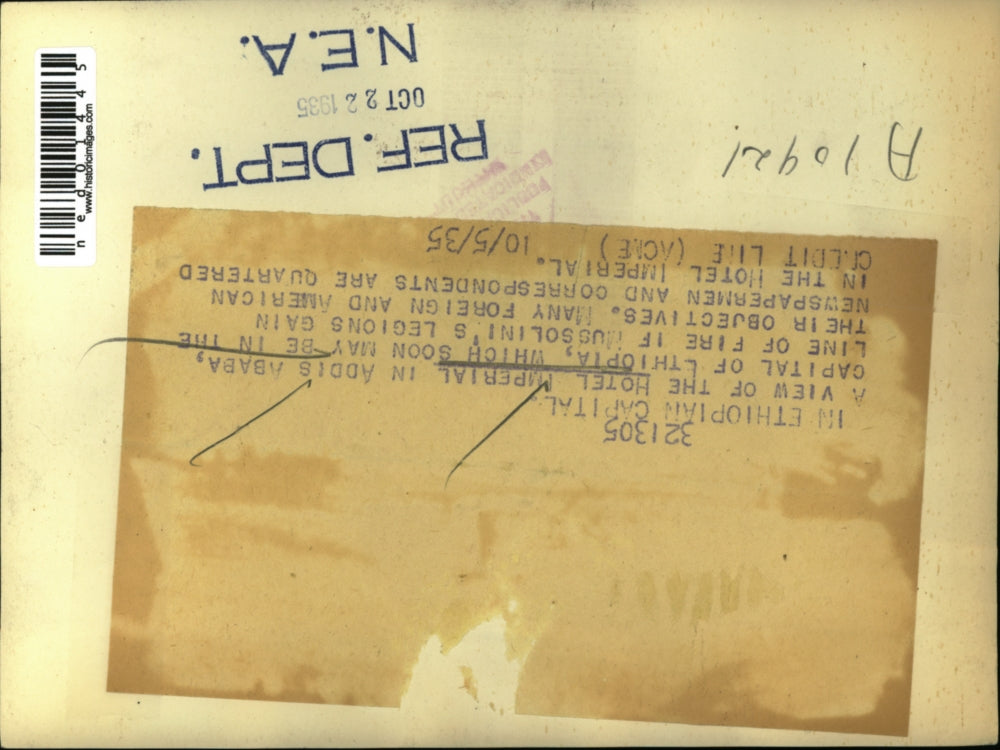 321305
IN ETHIOPIAN CAPITAL.
A VIEW OF THE HOTEL IMPERIAL IN ADDIS ABABA,
CAPITAL OF ETHIOPIA, WHICH SOON MAY BE IN THE
LINE OF FIRE IF MUSSOLINI'S LEGIONS GAIN
THEIR OBJECTIVES. MANY FOREIGN AND AMERICAN
NEWSPAPERMEN AND CORRESPONDENTS ARE QUARTERED
IN THE HOTEL IMPERIAL.
CREDIT LINE (ACME) 10/5/35
REF. DEPT.
OCT 22 1935
N.E.A.
A10421
ned01445
www.historicimages.com